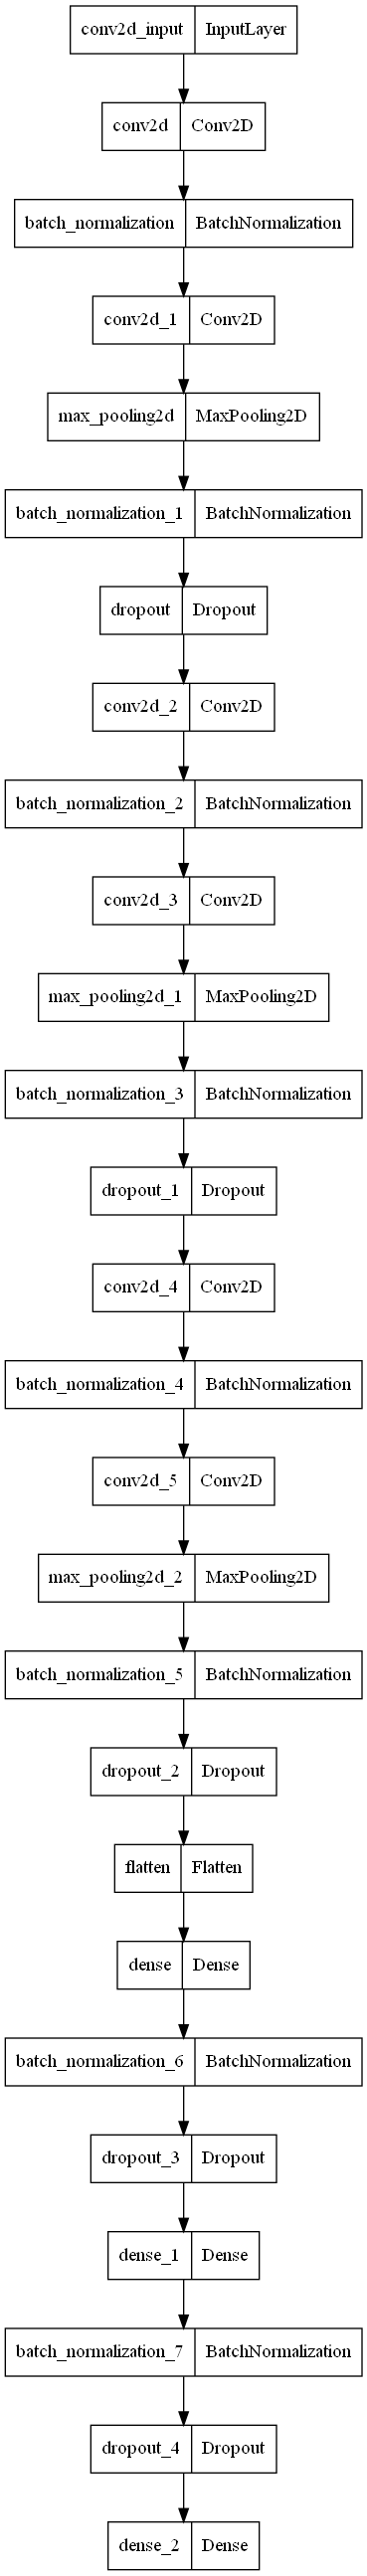 conv2d_input InputLayer
conv2d Conv2D
batch_normalization BatchNormalization
conv2d_1 Conv2D
max_pooling2d MaxPooling2D
batch_normalization_1 BatchNormalization
dropout Dropout
conv2d_2 Conv2D
batch_normalization_2 BatchNormalization
conv2d_3 Conv2D
max_pooling2d_1 MaxPooling2D
batch_normalization_3 BatchNormalization
dropout_1 Dropout
conv2d_4 Conv2D
batch_normalization_4 BatchNormalization
conv2d_5 Conv2D
max_pooling2d_2 MaxPooling2D
batch_normalization_5 BatchNormalization
dropout_2 Dropout
flatten Flatten
dense Dense
batch_normalization_6 BatchNormalization
dropout_3 Dropout
dense_1 Dense
batch_normalization_7 BatchNormalization
dropout_4 Dropout
dense_2 Dense